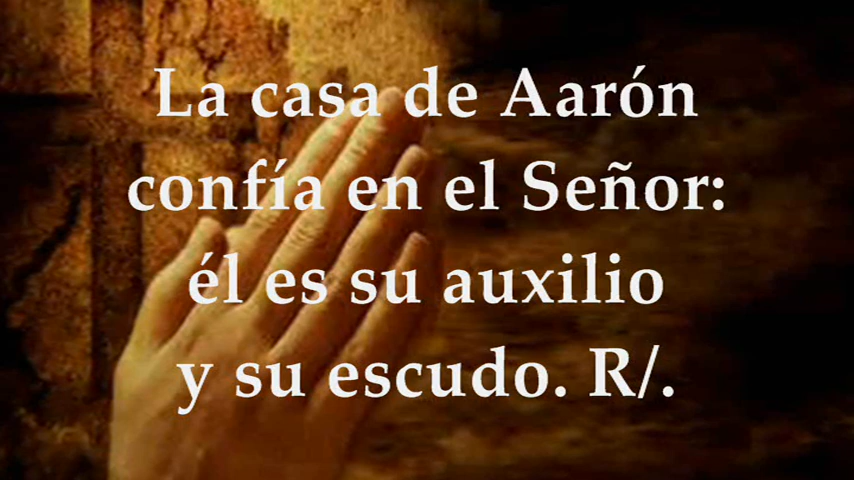 La casa de Aarón
confía en el Señor:
él es su auxilio
y su escudo. R/.